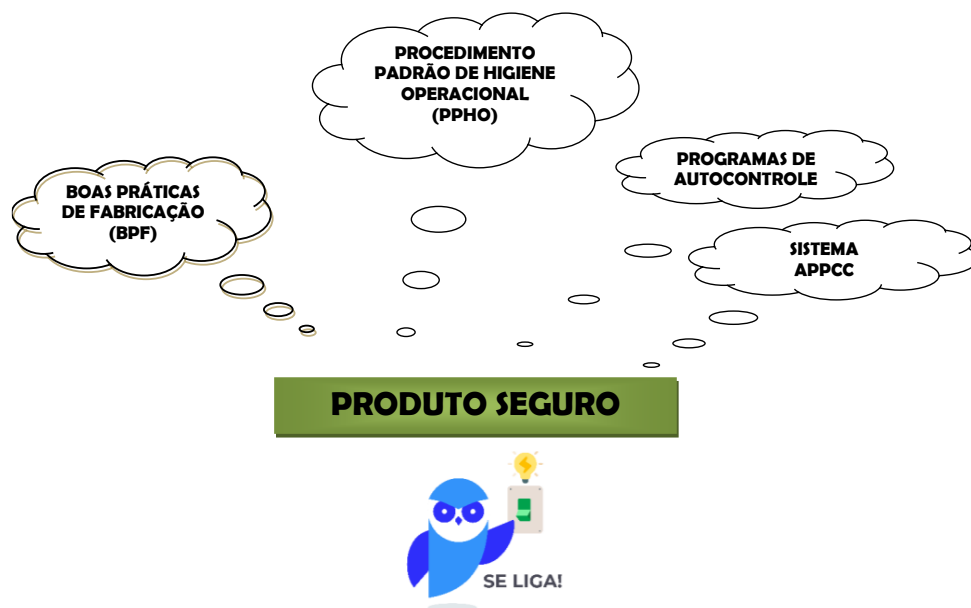 PROCEDIMENTO
PADRÃO DE HIGIENE
OPERACIONAL
(PPHO)
PROGRAMAS DE
AUTOCONTROLE
BOAS PRÁTICAS
DE FABRICAÇÃO
(BPF)
SISTEMA
APPCC
PRODUTO SEGURO
SE LIGA!